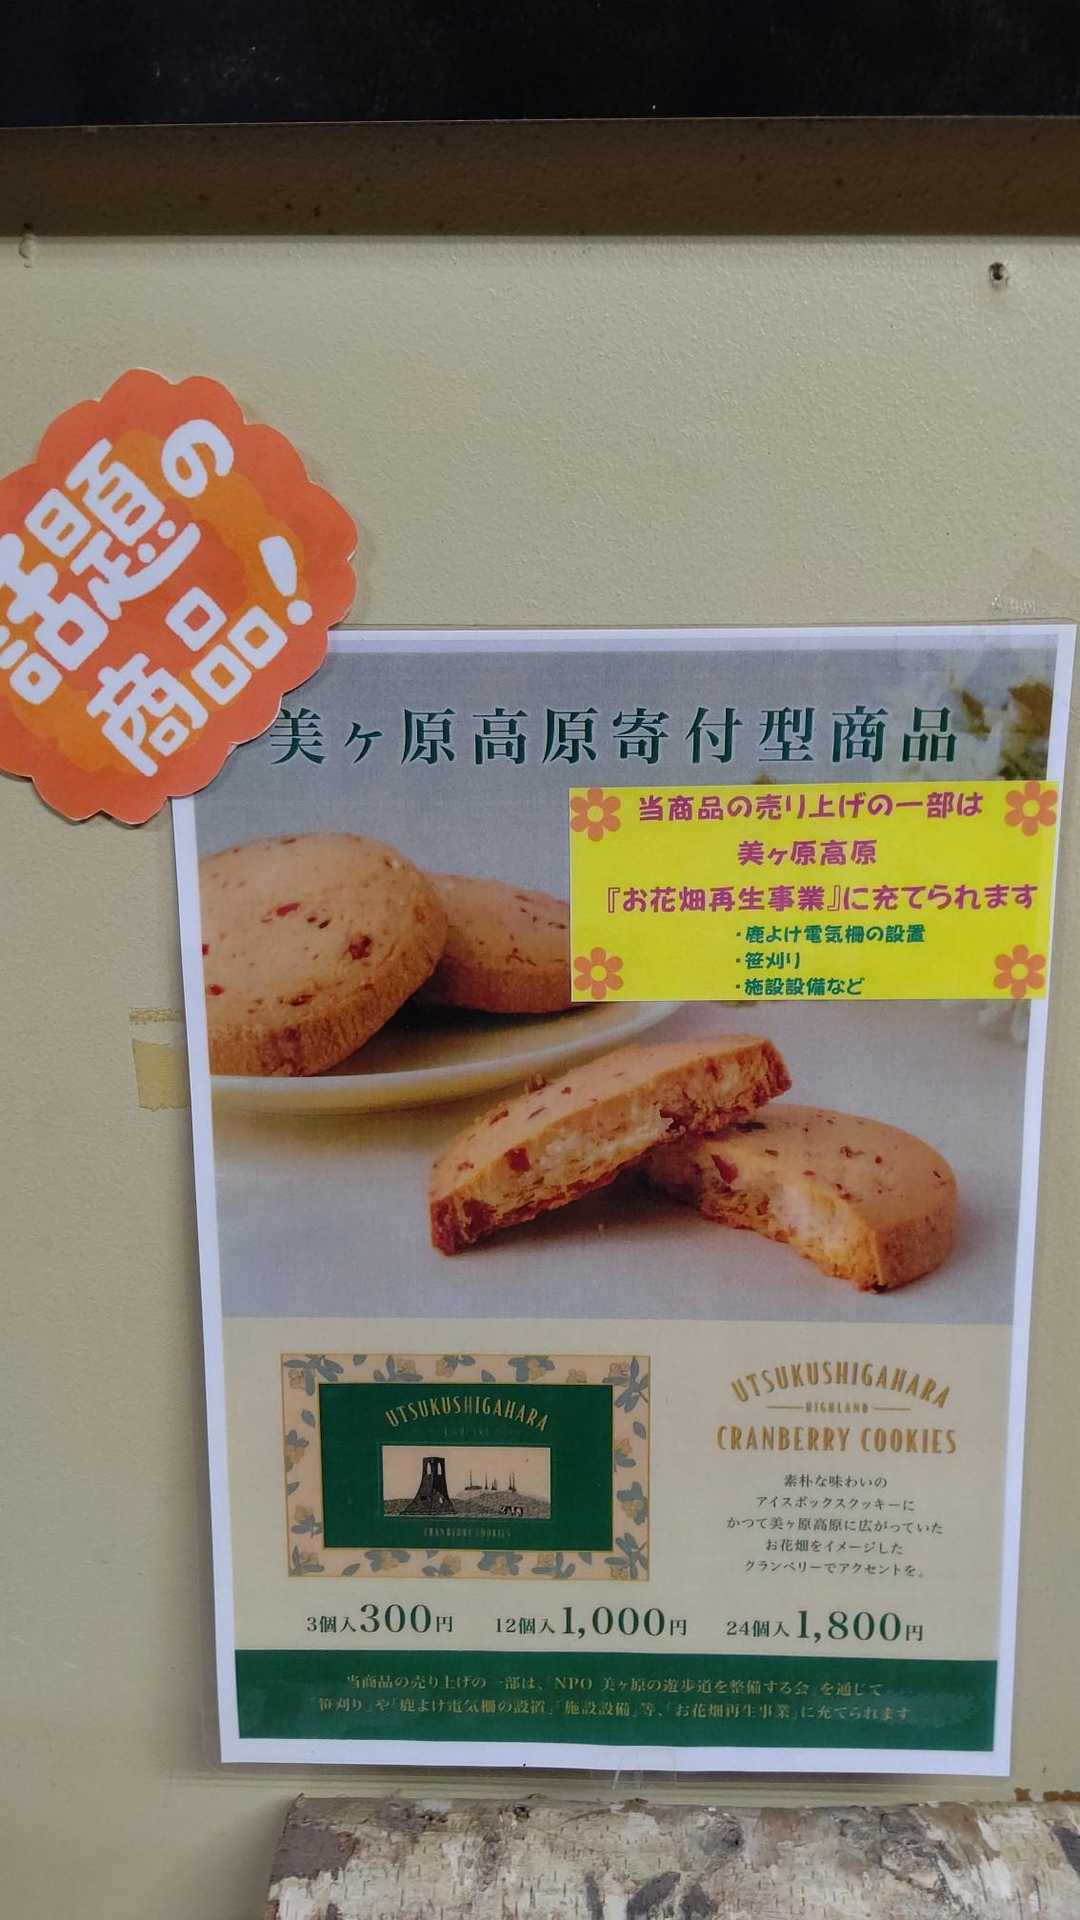 話題の
商品!
美ヶ原高原寄付型商品
当商品の売り上げの一部は
美ヶ原高原
『お花畑再生事業』に充てられます
・鹿よけ電気柵の設置
・笹刈り
・施設設備など
UTSUKUSHIGAHARA
HIGHLAND
CRANBERRY COOKIES
UTSUKUSHIGAHARA
HIGHLAND
CRANBERRY COOKIES
素朴な味わいの
アイスボックスクッキーに
かつて美ヶ原高原に広がっていた
お花畑をイメージした
クランベリーでアクセントを。
3個入300円 12個入1,000円 24個入1,800円
当商品の売り上げの一部は、「NPO 美ヶ原の遊歩道を整備する会」を通じて
「笹刈り」や「鹿よけ電気柵の設置」「施設設備」等、「お花畑再生事業」に充てられます